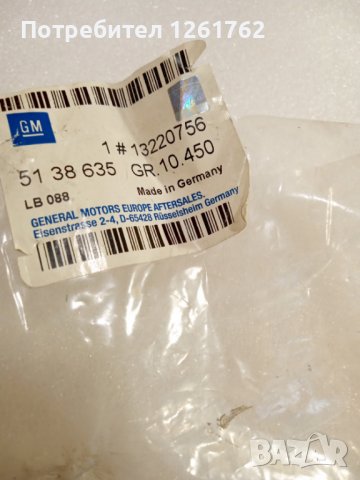 Потребител 1261762
GM
1 # 13220756
51 38 635 GR.10.450
LB 088
Made in Germany
GENERAL MOTORS EUROPE AFTERSALES.
Eisenstrasse 2-4, D-65428 Rüsselsheim Germany
BAZAR